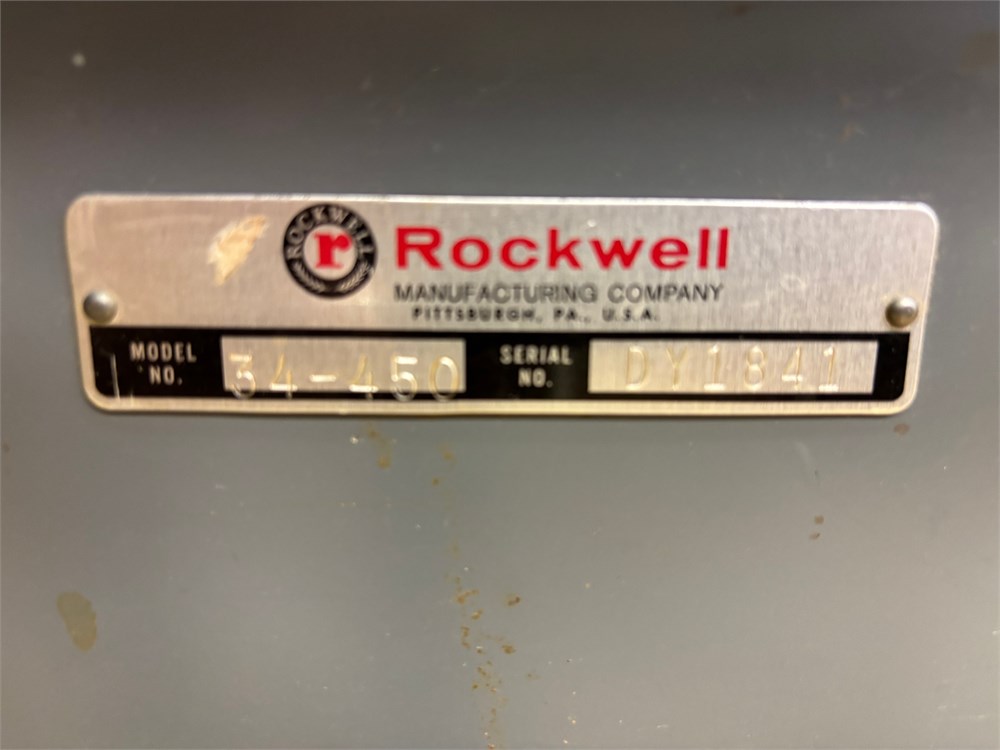 ROCKWELL
r
Rockwell
MANUFACTURING COMPANY
PITTSBURGH, PA., U.S.A.
MODEL NO. 34-450
SERIAL NO. DY1841